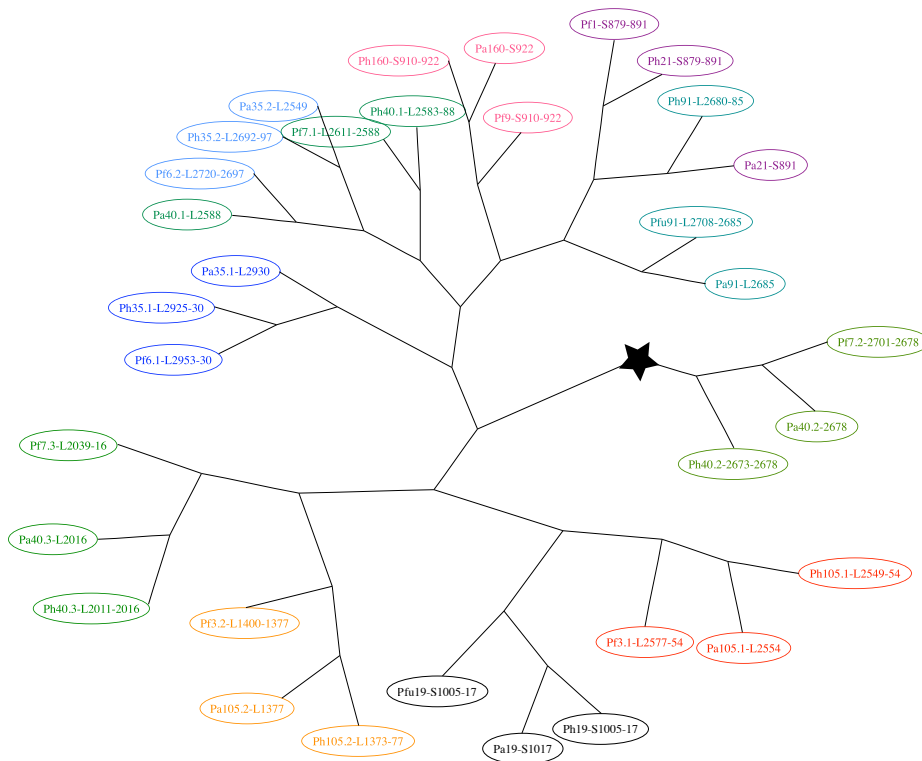 Pf1-S879-891
Pa160-S922
Ph160-S910-922
Ph21-S879-891
Ph91-L2680-85
Pa35.2-L2549
Ph40.1-L2583-88
Pf9-S910-922
Pf7.1-L2611-2588
Ph35.2-L2692-97
Pa21-S891
Pf6.2-L2720-2697
Pa40.1-L2588
Pfu91-L2708-2685
Pa35.1-L2930
Pa91-L2685
Ph35.1-L2925-30
Pf7.2-2701-2678
Pf6.1-L2953-30
Pa40.2-2678
Pf7.3-L2039-16
Ph40.2-2673-2678
Pa40.3-L2016
Ph105.1-L2549-54
Ph40.3-L2011-2016
Pf3.2-L1400-1377
Pf3.1-L2577-54
Pa105.1-L2554
Pfu19-S1005-17
Pa105.2-L1377
Ph19-S1005-17
Ph105.2-L1373-77
Pa19-S1017